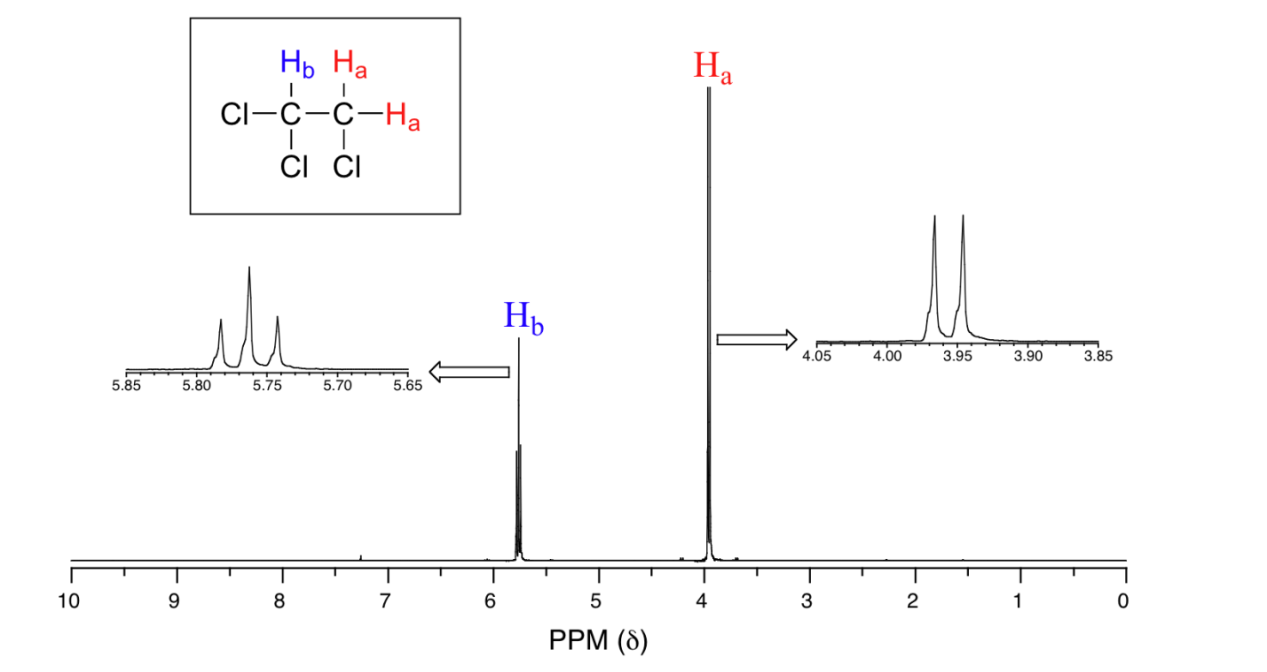 Hb Ha
Cl C C Ha
Cl Cl
Ha
Hb
5.85 5.80 5.75 5.70 5.65
4.05 4.00 3.95 3.90 3.85
10 9 8 7 6 5 4 3 2 1 0
PPM (δ)